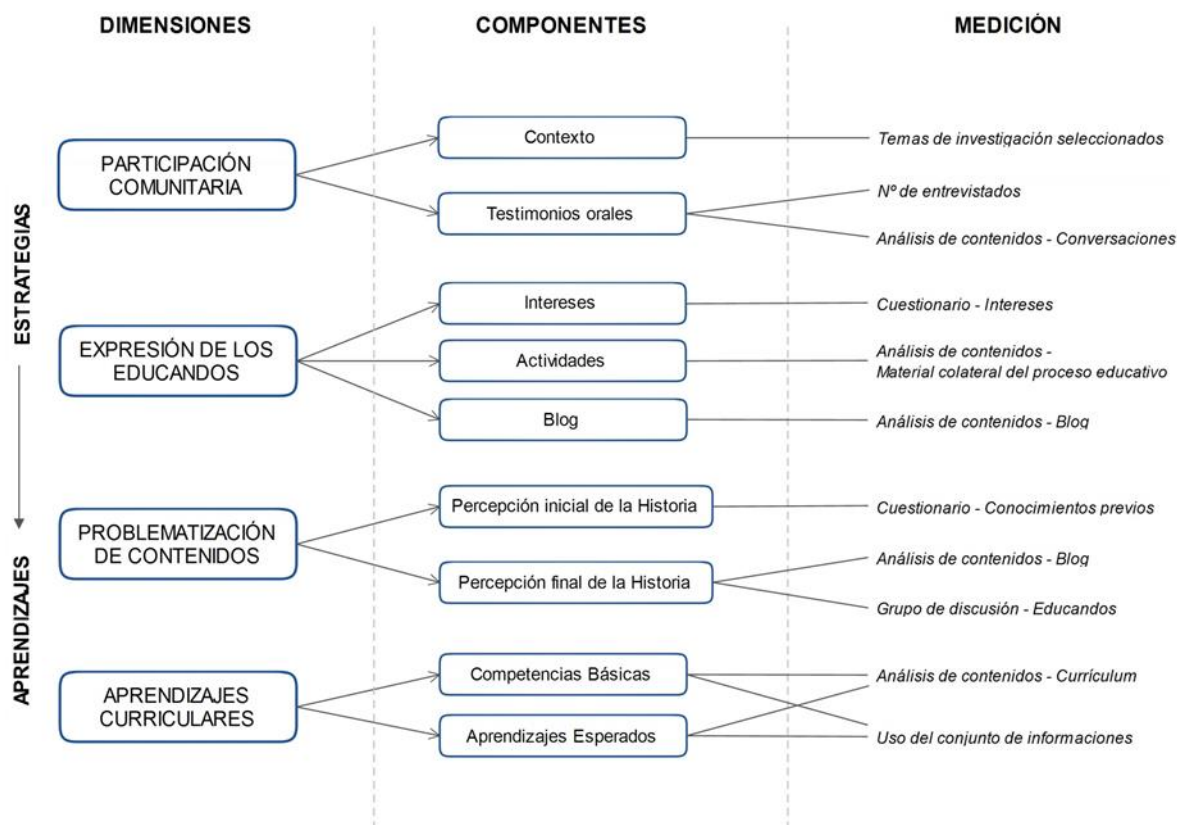 DIMENSIONES
COMPONENTES
MEDICIÓN
ESTRATEGIAS
APRENDIZAJES
PARTICIPACIÓN
COMUNITARIA
Contexto
Temas de investigación seleccionados
Testimonios orales
Nº de entrevistados
Análisis de contenidos - Conversaciones
EXPRESIÓN DE LOS
EDUCANDOS
Intereses
Cuestionario - Intereses
Actividades
Análisis de contenidos -
Material colateral del proceso educativo
Blog
Análisis de contenidos - Blog
PROBLEMATIZACIÓN
DE CONTENIDOS
Percepción inicial de la Historia
Cuestionario - Conocimientos previos
Percepción final de la Historia
Análisis de contenidos - Blog
Grupo de discusión - Educandos
APRENDIZAJES
CURRICULARES
Competencias Básicas
Análisis de contenidos - Currículum
Aprendizajes Esperados
Uso del conjunto de informaciones